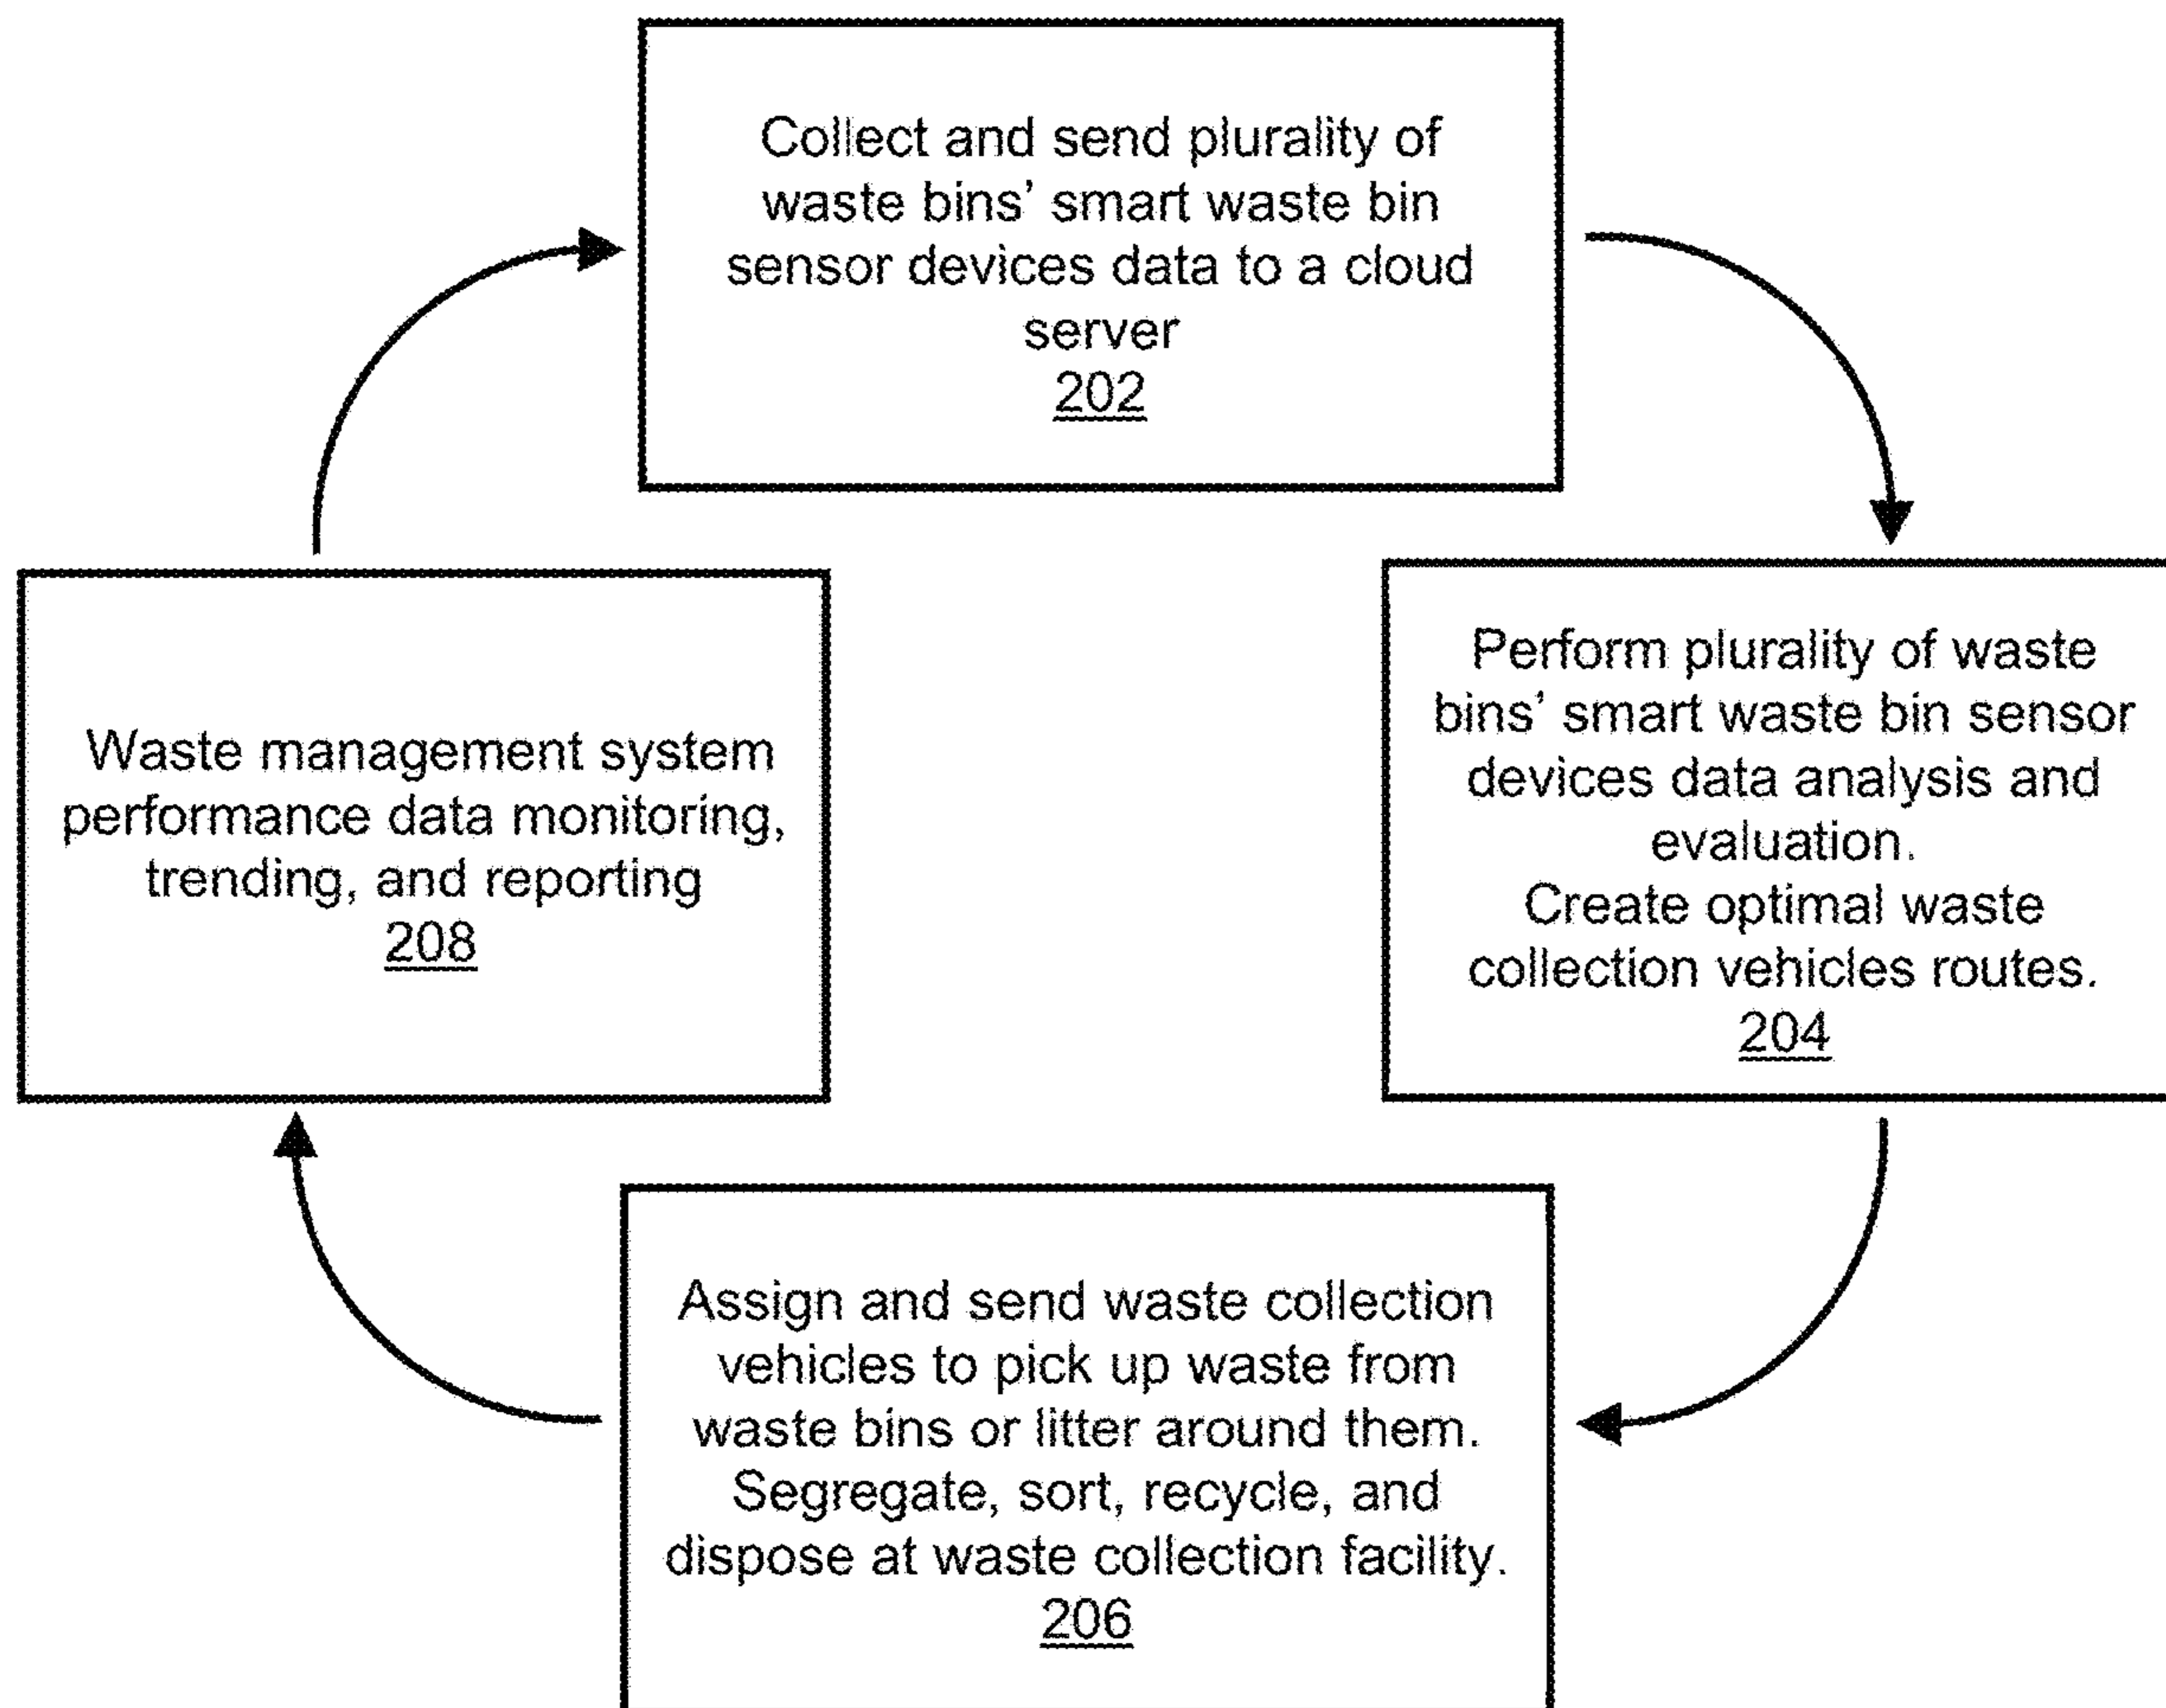 Collect and send plurality of
waste bins’ smart waste bin
sensor devices data to a cloud
server
202
Perform plurality of waste
bins’ smart waste bin sensor
devices data analysis and
evaluation.
Create optimal waste
collection vehicles routes.
204
Assign and send waste collection
vehicles to pick up waste from
waste bins or litter around them.
Segregate, sort, recycle, and
dispose at waste collection facility.
206
Waste management system
performance data monitoring,
trending, and reporting
208